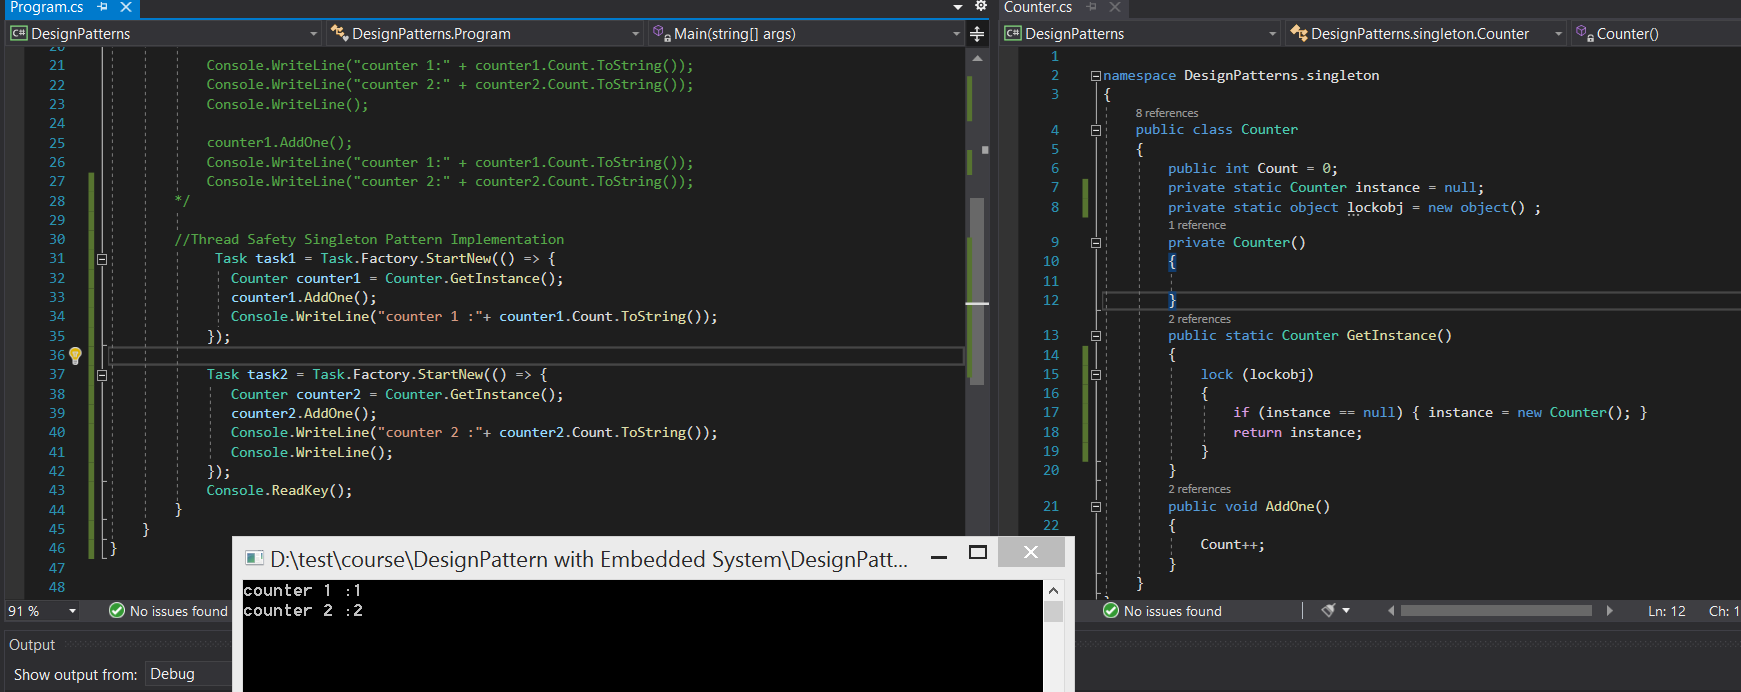 Program.cs
DesignPatterns
DesignPatterns.Program
Main(string[] args)
21 Console.WriteLine("counter 1:" + counter1.Count.ToString());
22 Console.WriteLine("counter 2:" + counter2.Count.ToString());
23 Console.WriteLine();
24
25 counter1.AddOne();
26 Console.WriteLine("counter 1:" + counter1.Count.ToString());
27 Console.WriteLine("counter 2:" + counter2.Count.ToString());
28 */
29
30 //Thread Safety Singleton Pattern Implementation
31 Task task1 = Task.Factory.StartNew(() => {
32 Counter counter1 = Counter.GetInstance();
33 counter1.AddOne();
34 Console.WriteLine("counter 1 :"+ counter1.Count.ToString());
35 });
36
37 Task task2 = Task.Factory.StartNew(() => {
38 Counter counter2 = Counter.GetInstance();
39 counter2.AddOne();
40 Console.WriteLine("counter 2 :"+ counter2.Count.ToString());
41 Console.WriteLine();
42 });
43 Console.ReadKey();
44 }
45 }
46 }
47
48
91 %
No issues found
Output
Show output from: Debug
D:\test\course\DesignPattern with Embedded System\DesignPatt...
counter 1 :1
counter 2 :2
Counter.cs
DesignPatterns
DesignPatterns.singleton.Counter
Counter()
1
2 namespace DesignPatterns.singleton
3 {
8 references
4 public class Counter
5 {
6 public int Count = 0;
7 private static Counter instance = null;
8 private static object lockobj = new object() ;
1 reference
9 private Counter()
10 {
11
12 }
2 references
13 public static Counter GetInstance()
14 {
15 lock (lockobj)
16 {
17 if (instance == null) { instance = new Counter(); }
18 return instance;
19 }
20 }
2 references
21 public void AddOne()
22 {
Count++;
}
}
No issues found
Ln: 12
Ch: 1